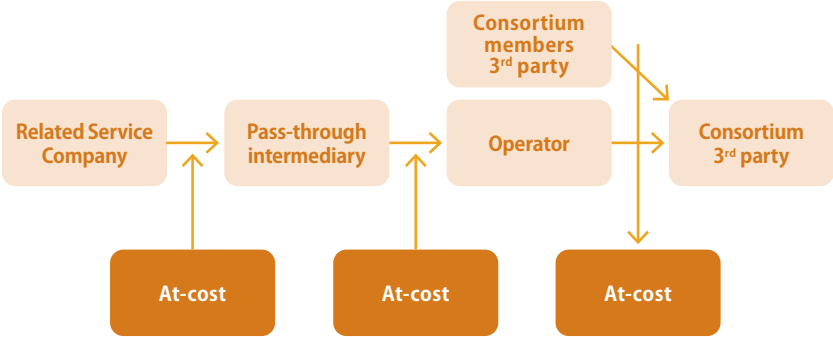 Consortium
members
3rd party
Related Service
Company
Pass-through
intermediary
Operator
Consortium
3rd party
At-cost
At-cost
At-cost